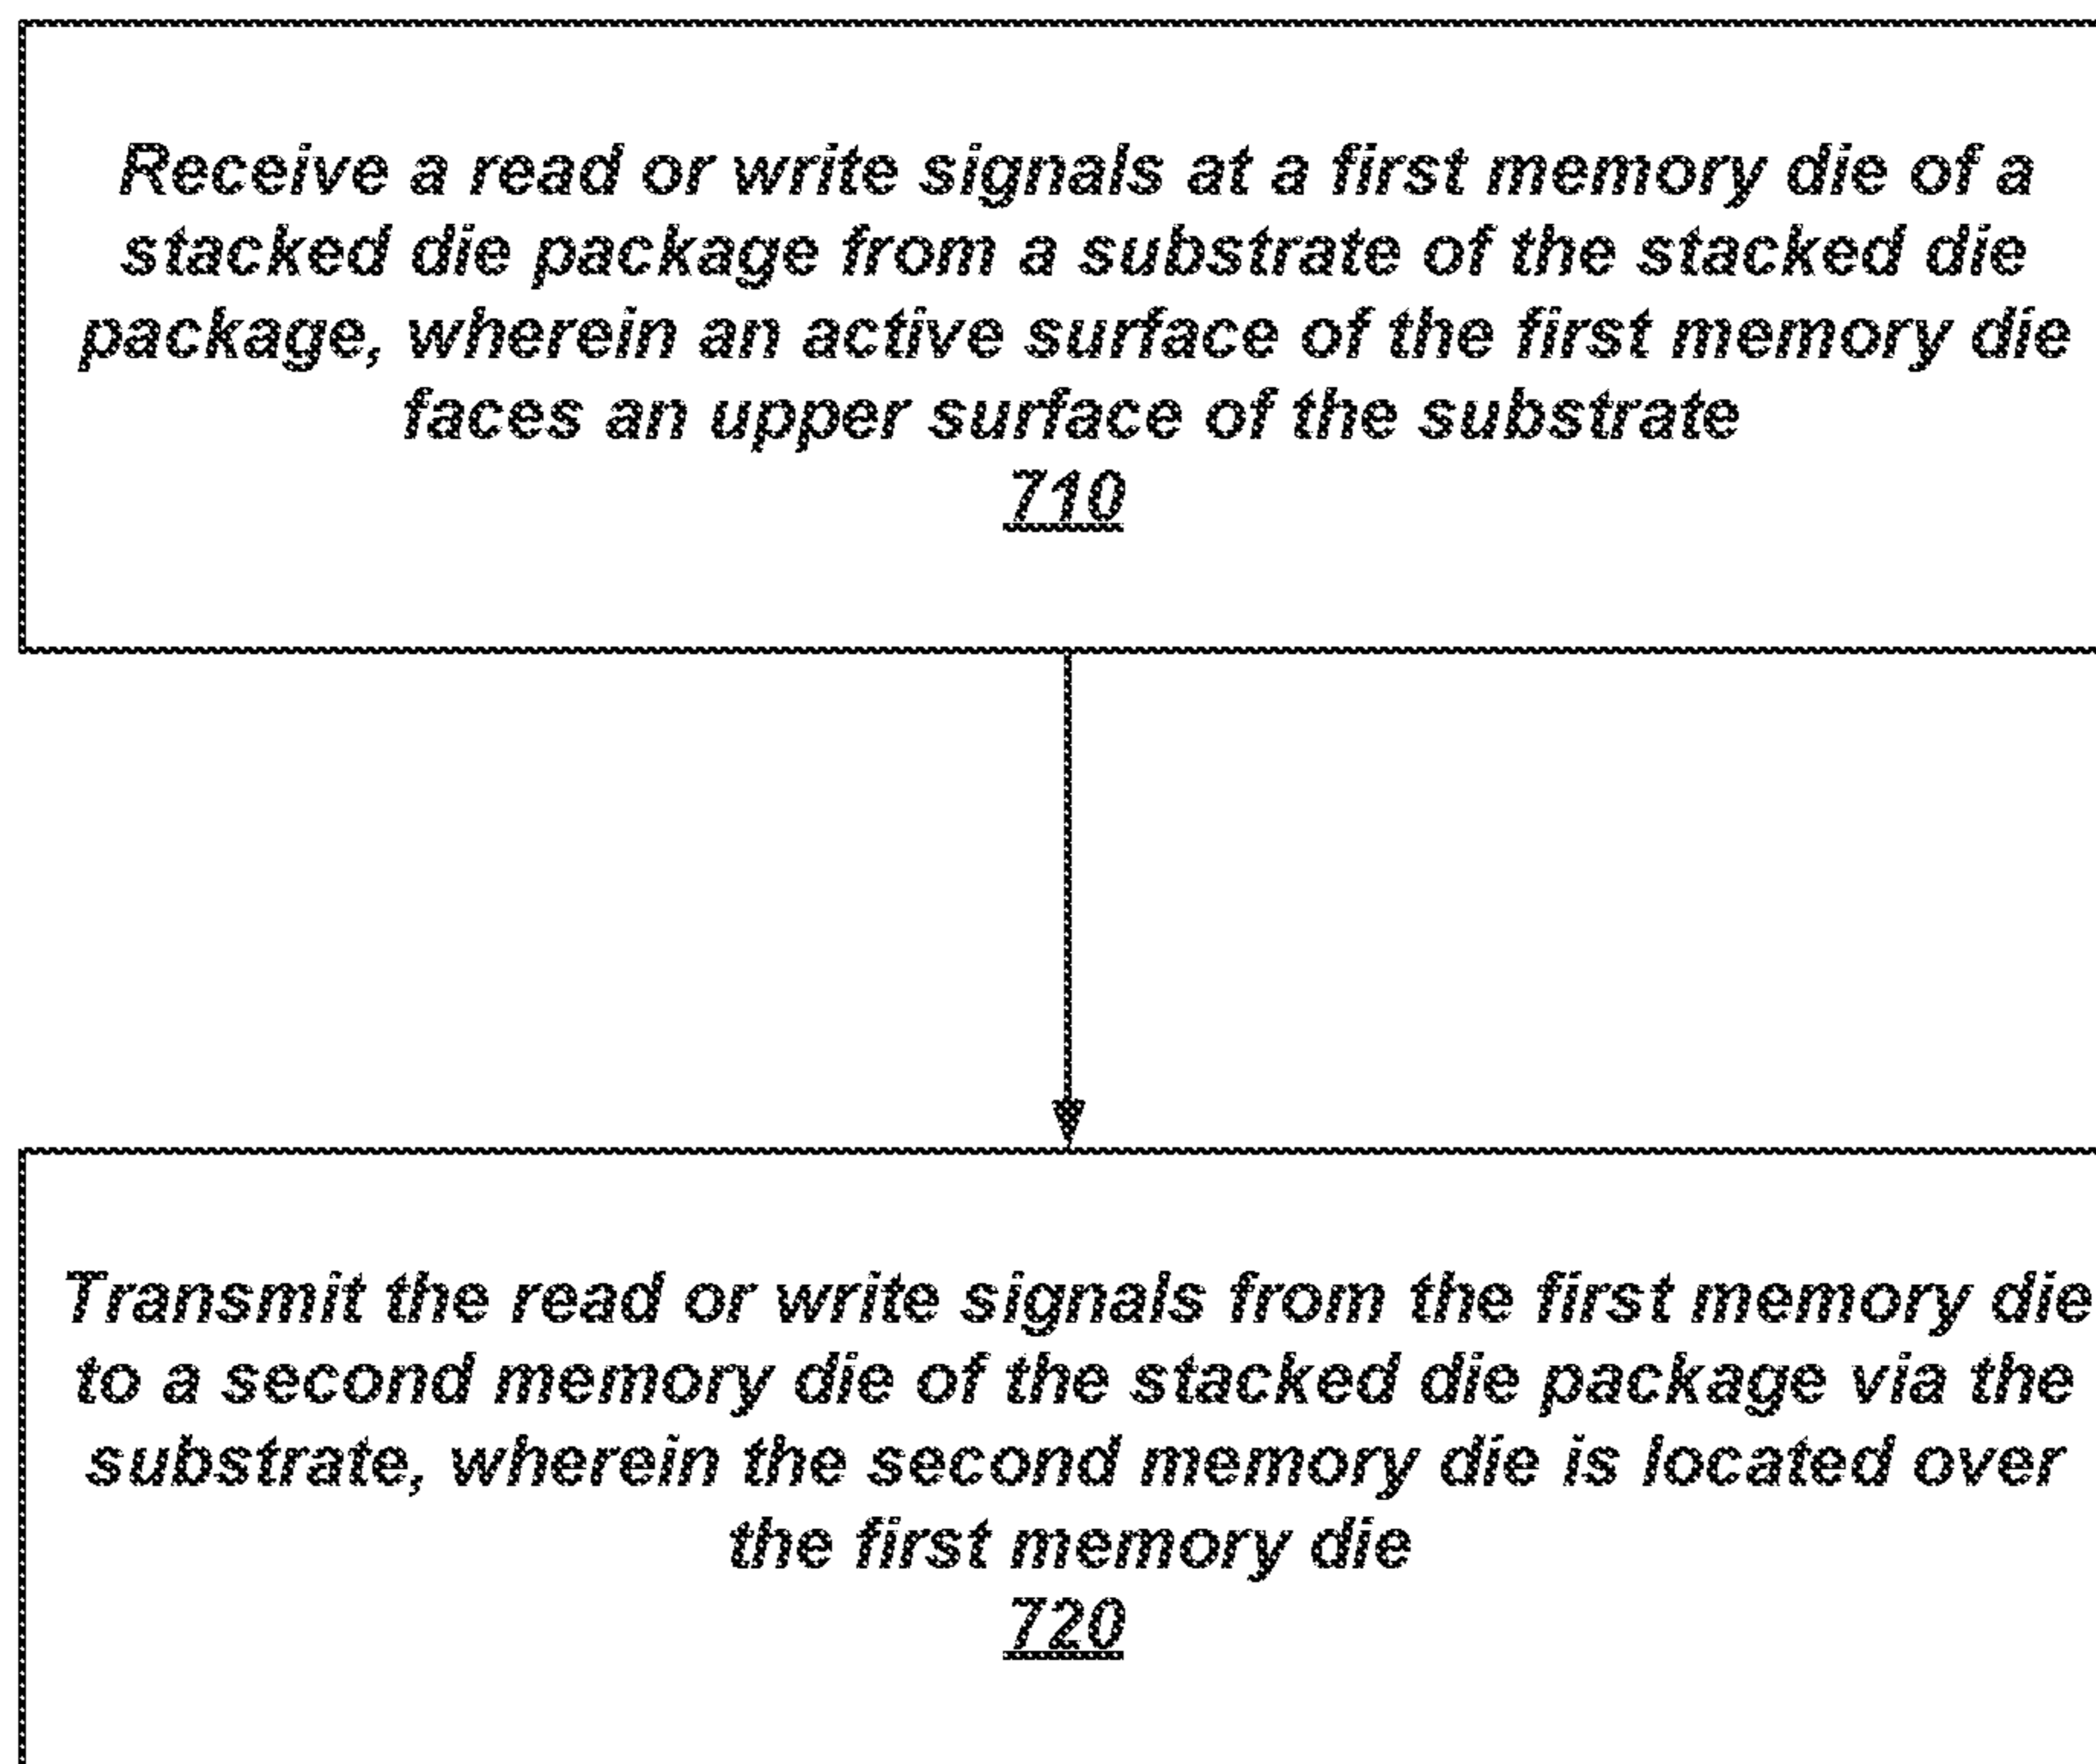 Receive a read or write signals at a first memory die of a
stacked die package from a substrate of the stacked die
package, wherein an active surface of the first memory die
faces an upper surface of the substrate
710
Transmit the read or write signals from the first memory die
to a second memory die of the stacked die package via the
substrate, wherein the second memory die is located over
the first memory die
720